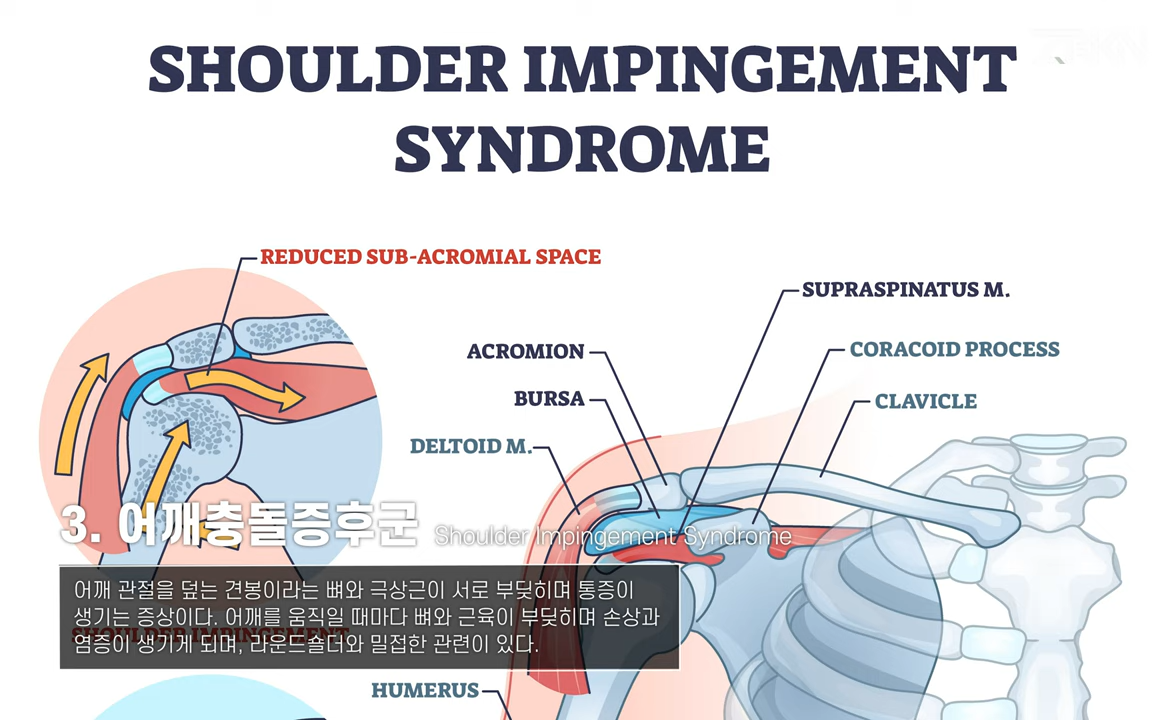 SHOULDER IMPINGEMENT
SYNDROME
REDUCED SUB-ACROMIAL SPACE
SUPRASPINATUS M.
ACROMION
CORACOID PROCESS
BURSA
CLAVICLE
DELTOID M.
3. 어깨충돌증후군 Shoulder Impingement Syndrome
어깨 관절을 덮는 견봉이라는 뼈와 극상근이 서로 부딪히며 통증이
생기는 증상이다. 어깨를 움직일 때마다 뼈와 근육이 부딪히며 손상과
SHOULDER IMPINGEMENT
염증이 생기게 되며, 라운드숄더와 밀접한 관련이 있다.
HUMERUS